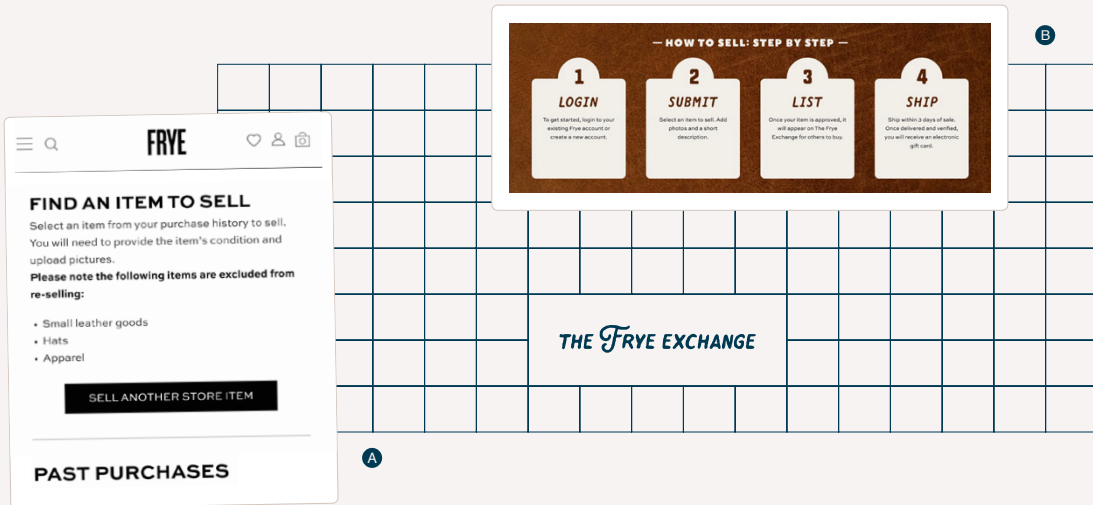 FRYE
FIND AN ITEM TO SELL
Select an item from your purchase history to sell.
You will need to provide the item's condition and
upload pictures.
Please note the following items are excluded from
re-selling:
• Small leather goods
• Hats
• Apparel
SELL ANOTHER STORE ITEM
PAST PURCHASES
A
— HOW TO SELL: STEP BY STEP —
1
LOGIN
To get started, login to your
existing Frye account or
create a new account.
2
SUBMIT
Select an item to sell. Add
photos and a short
description.
3
LIST
Once your item is approved, it
will appear on The Frye
Exchange for others to buy.
4
SHIP
Ship within 3 days of sale.
Once delivered and verified,
you will receive an electronic
gift card.
B
THE FRYE EXCHANGE